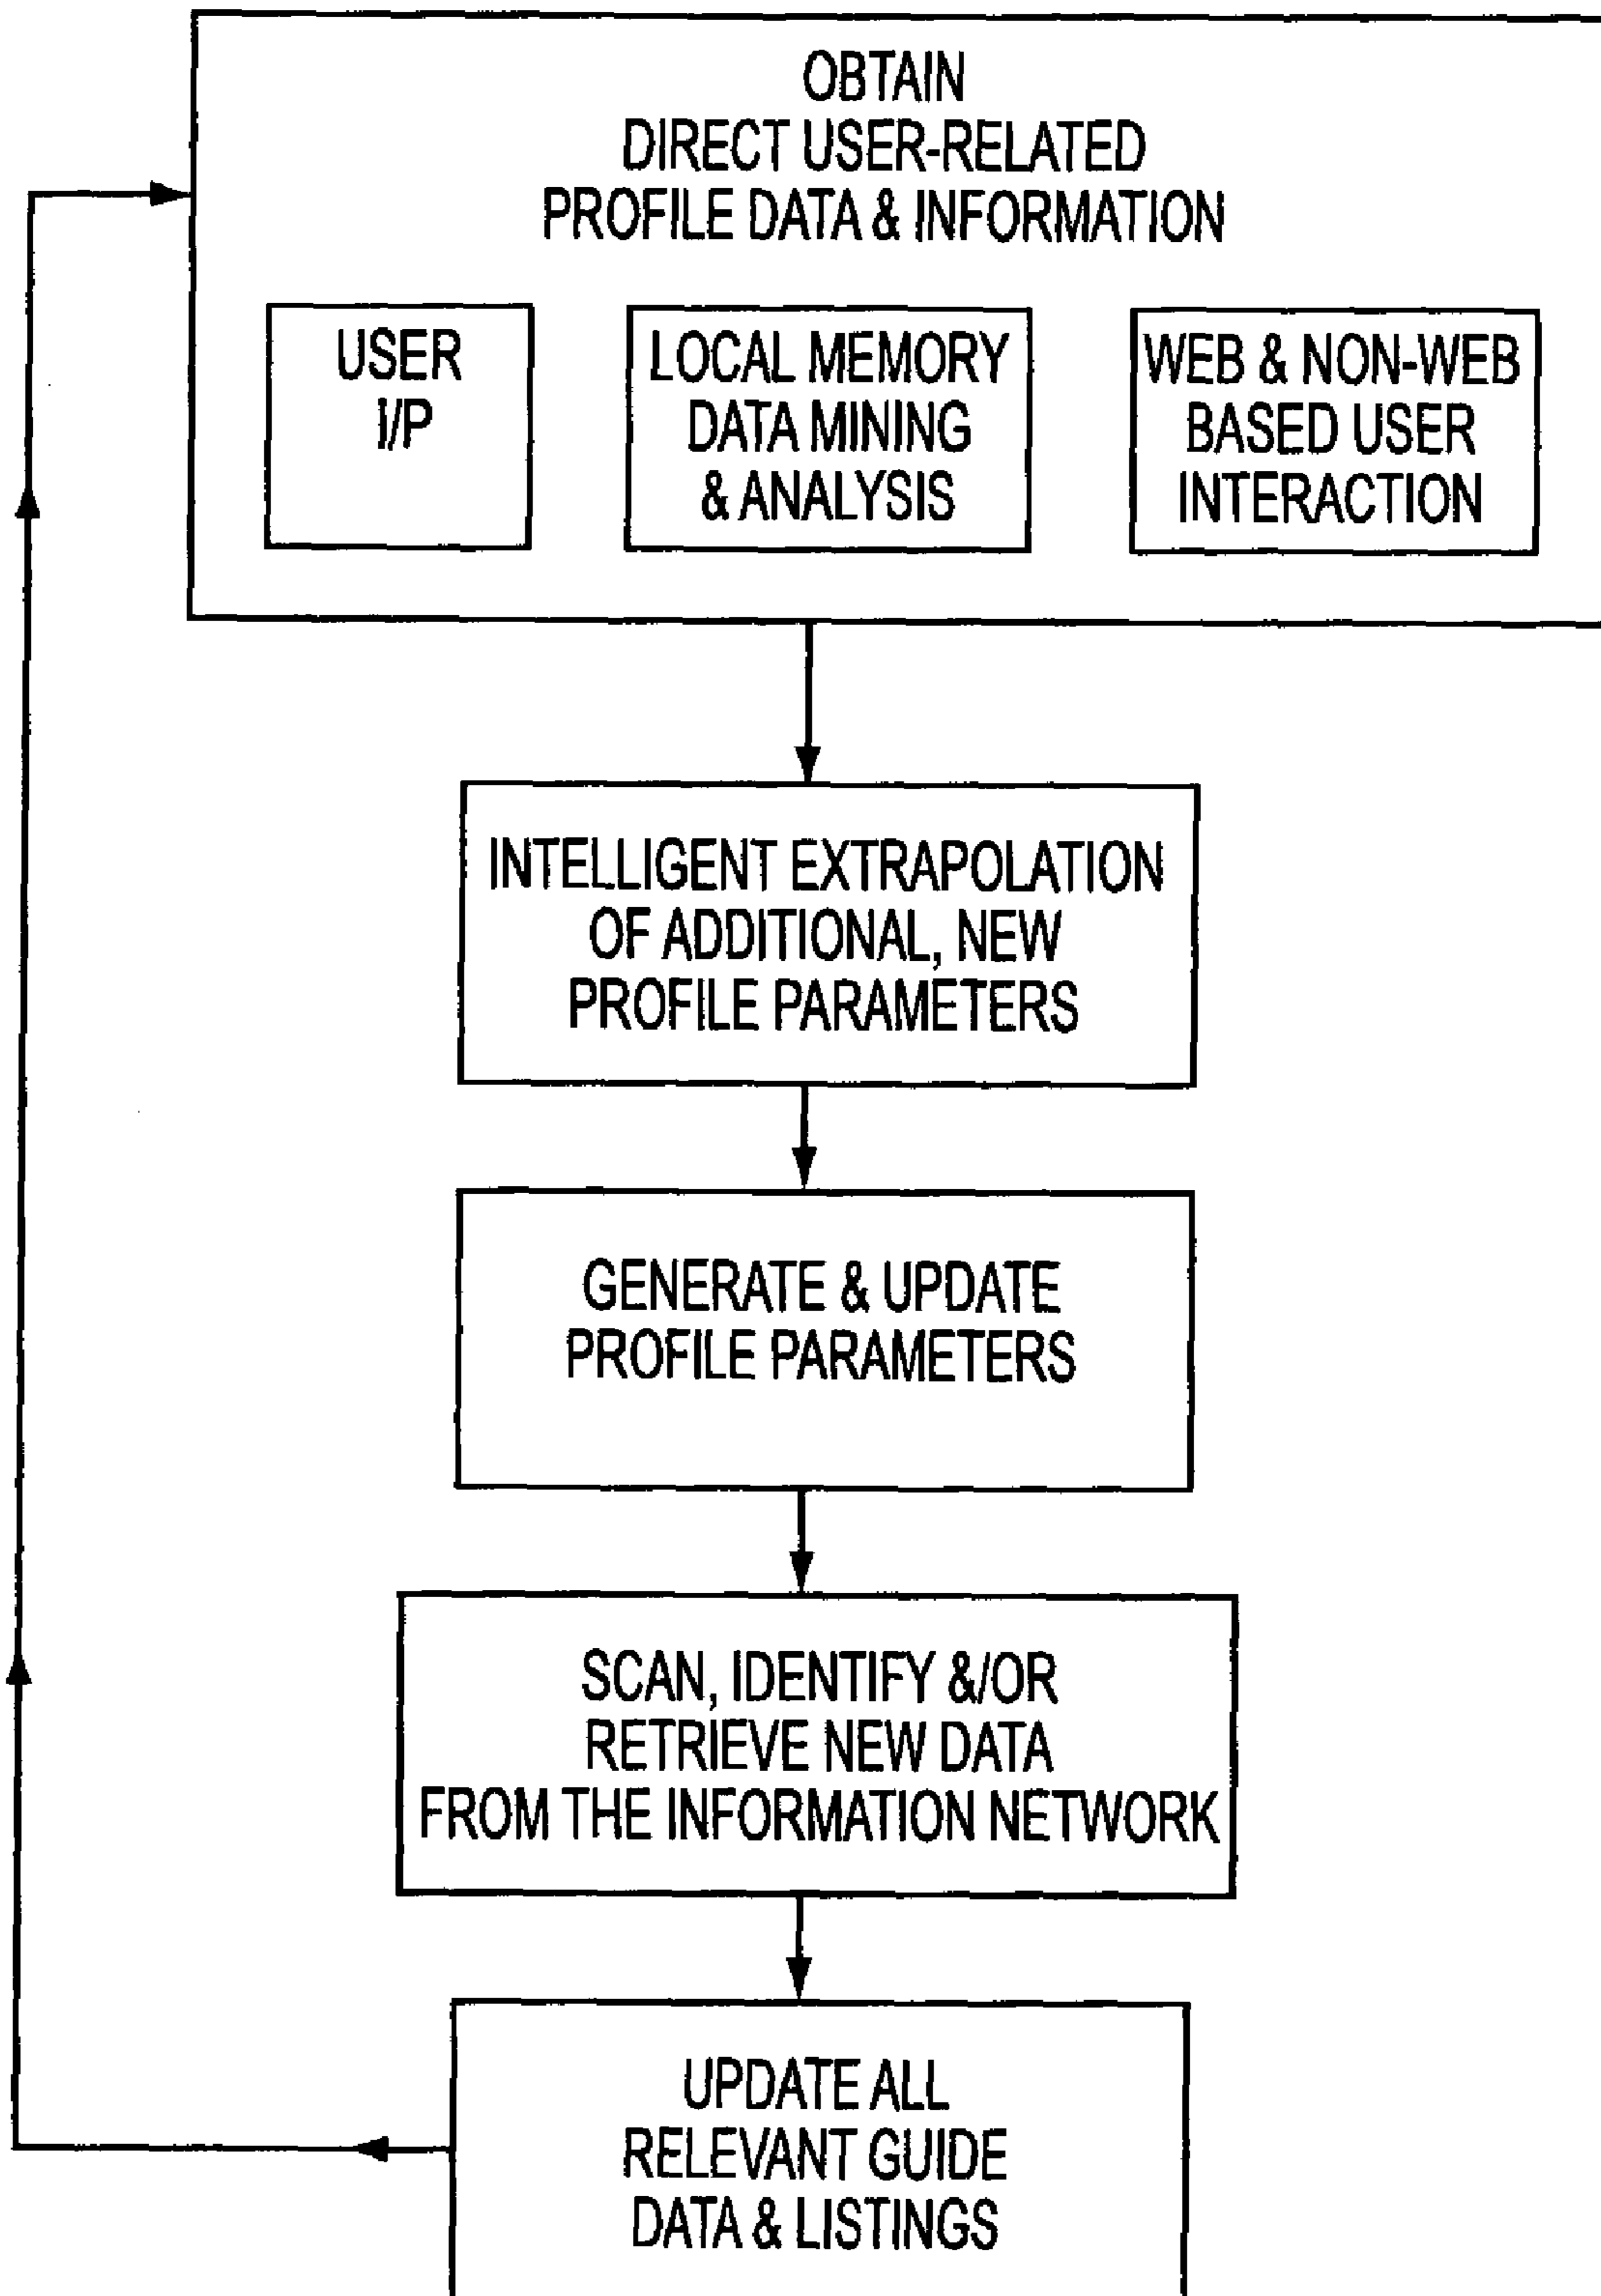 OBTAIN
DIRECT USER-RELATED
PROFILE DATA & INFORMATION
USER
I/P
LOCAL MEMORY
DATA MINING
& ANALYSIS
WEB & NON-WEB
BASED USER
INTERACTION
INTELLIGENT EXTRAPOLATION
OF ADDITIONAL, NEW
PROFILE PARAMETERS
GENERATE & UPDATE
PROFILE PARAMETERS
SCAN, IDENTIFY &/OR
RETRIEVE NEW DATA
FROM THE INFORMATION NETWORK
UPDATE ALL
RELEVANT GUIDE
DATA & LISTINGS